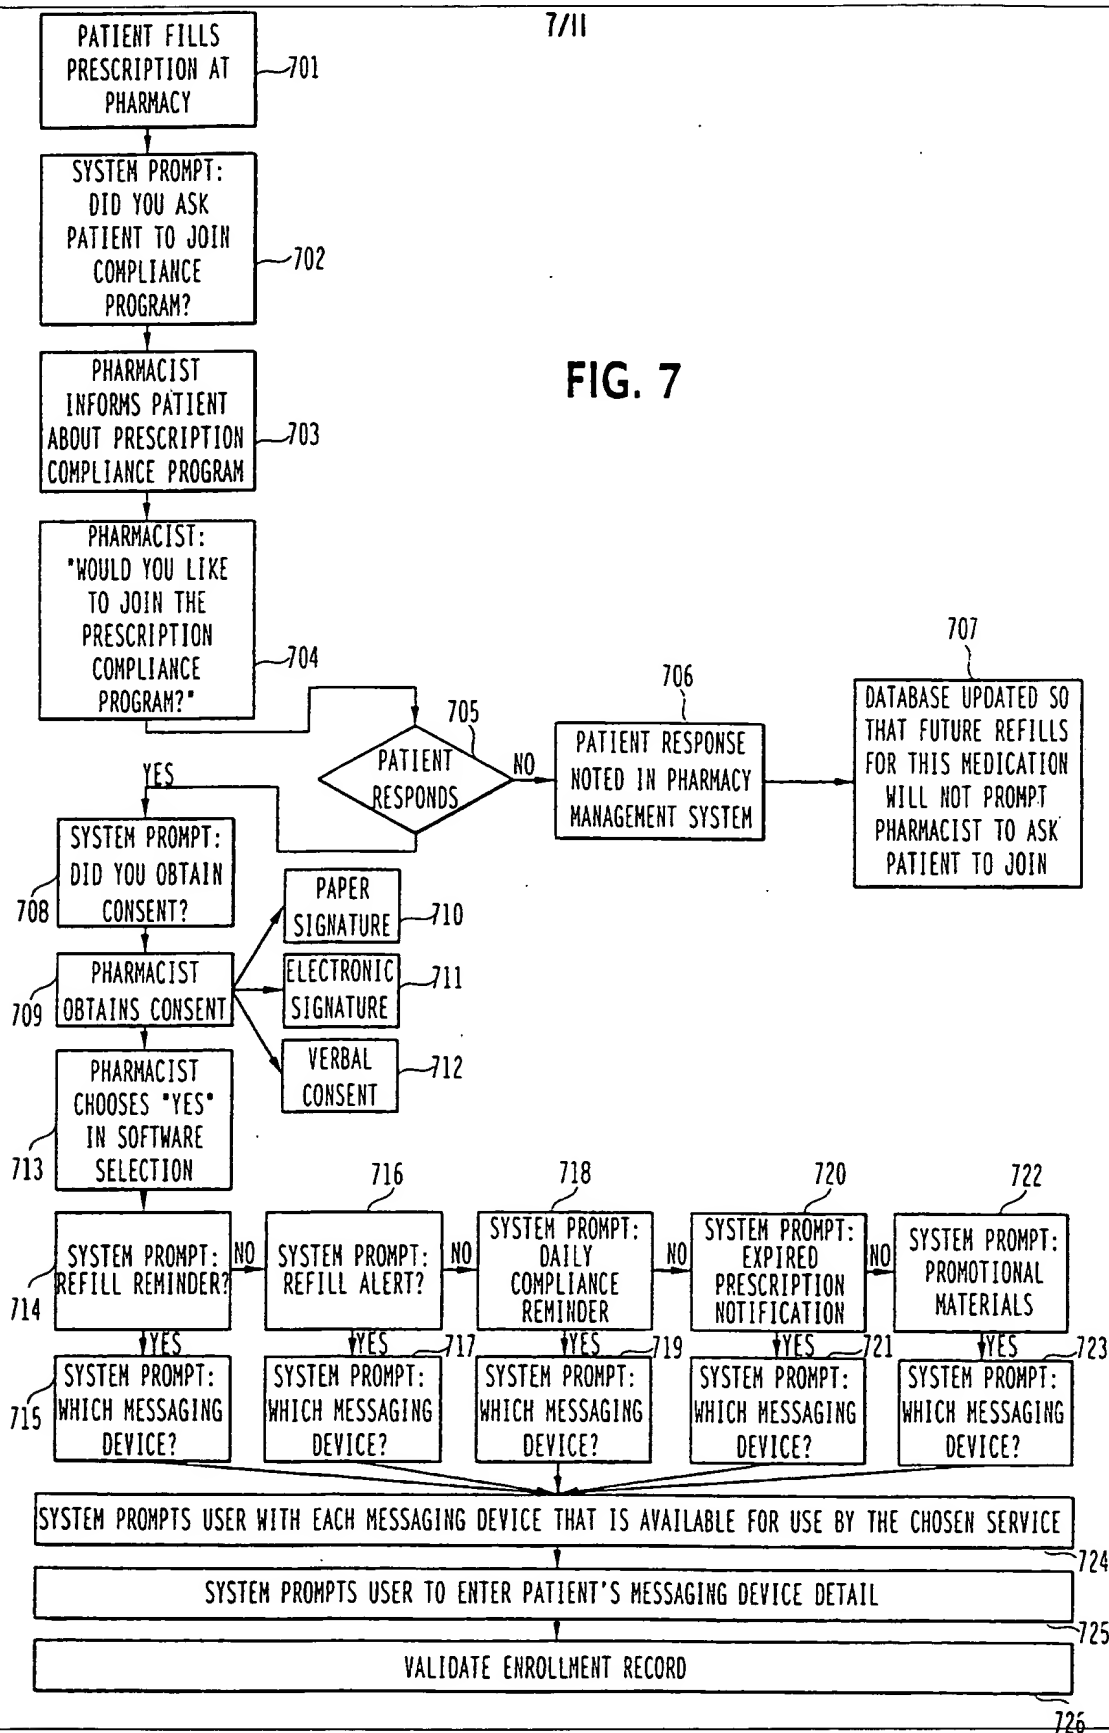 7/11
PATIENT FILLS
PRESCRIPTION AT
PHARMACY
701
SYSTEM PROMPT:
DID YOU ASK
PATIENT TO JOIN
COMPLIANCE
PROGRAM?
702
FIG. 7
PHARMACIST
INFORMS PATIENT
ABOUT PRESCRIPTION
COMPLIANCE PROGRAM
703
PHARMACIST:
"WOULD YOU LIKE
TO JOIN THE
PRESCRIPTION
COMPLIANCE
PROGRAM?"
704
705
PATIENT
RESPONDS
NO
706
PATIENT RESPONSE
NOTED IN PHARMACY
MANAGEMENT SYSTEM
707
DATABASE UPDATED SO
THAT FUTURE REFILLS
FOR THIS MEDICATION
WILL NOT PROMPT
PHARMACIST TO ASK
PATIENT TO JOIN
YES
SYSTEM PROMPT:
DID YOU OBTAIN
CONSENT?
708
PHARMACIST
OBTAINS CONSENT
709
PAPER
SIGNATURE
710
ELECTRONIC
SIGNATURE
711
VERBAL
CONSENT
712
PHARMACIST
CHOOSES "YES"
IN SOFTWARE
SELECTION
713
SYSTEM PROMPT:
REFILL REMINDER?
714
NO
716
SYSTEM PROMPT:
REFILL ALERT?
NO
718
SYSTEM PROMPT:
DAILY
COMPLIANCE
REMINDER
NO
720
SYSTEM PROMPT:
EXPIRED
PRESCRIPTION
NOTIFICATION
NO
722
SYSTEM PROMPT:
PROMOTIONAL
MATERIALS
YES
SYSTEM PROMPT:
WHICH MESSAGING
DEVICE?
715
YES
717
SYSTEM PROMPT:
WHICH MESSAGING
DEVICE?
YES
719
SYSTEM PROMPT:
WHICH MESSAGING
DEVICE?
YES
721
SYSTEM PROMPT:
WHICH MESSAGING
DEVICE?
YES
723
SYSTEM PROMPT:
WHICH MESSAGING
DEVICE?
SYSTEM PROMPTS USER WITH EACH MESSAGING DEVICE THAT IS AVAILABLE FOR USE BY THE CHOSEN SERVICE
724
SYSTEM PROMPTS USER TO ENTER PATIENT'S MESSAGING DEVICE DETAIL
725
VALIDATE ENROLLMENT RECORD
726